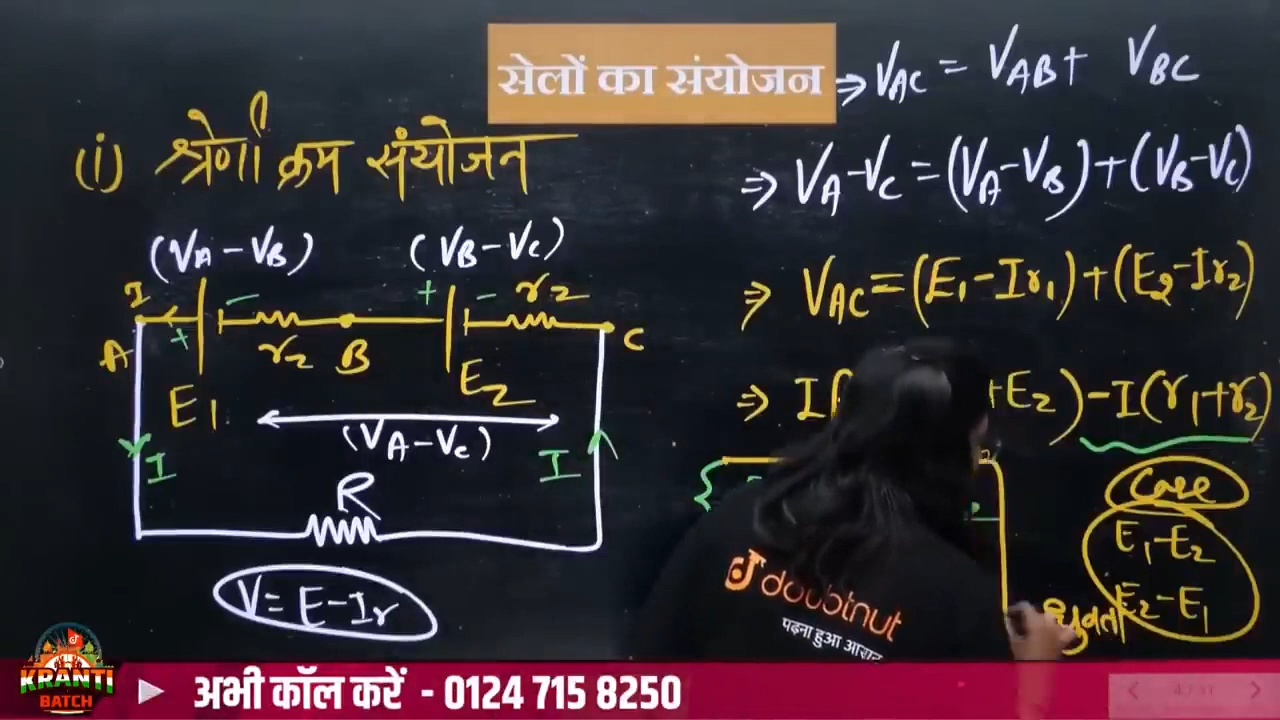 सेलों का संयोजन
⇒ VAC = VAB + VBC
(i) श्रेणी क्रम संयोजन
⇒ VA-VC = (VA-VB)+(VB-VC)
(VA - VB)
(VB - VC)
⇒ VAC = (E1-Ir1)+(E2-Ir2)
I
+
-
+
-
r2
A
r2
B
C
E1
E2
⇒ I
+E2)-I(r1+r2)
(VA-VC)
I
I
R
Case
E1-E2
E2-E1
V = E-Ir
doubtnut
पढ़ना हुआ
KRANTI
BATCH
अभी कॉल करें - 0124 715 8250